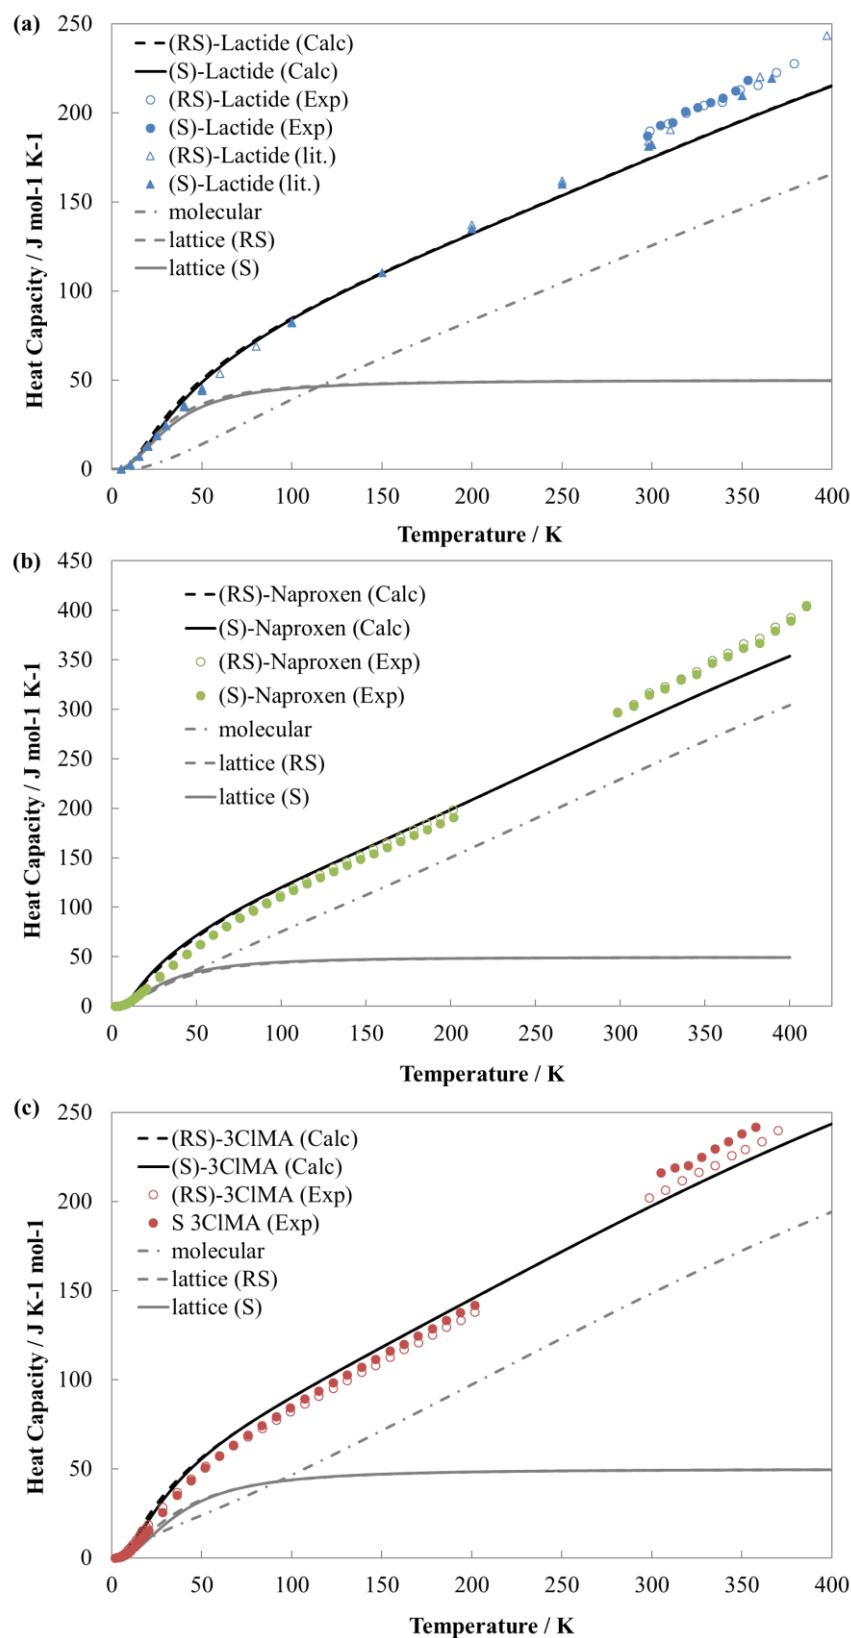 (a)
250
200
150
100
50
0
Heat Capacity / J mol-1 K-1
(RS)-Lactide (Calc)
(S)-Lactide (Calc)
(RS)-Lactide (Exp)
(S)-Lactide (Exp)
(RS)-Lactide (lit.)
(S)-Lactide (lit.)
molecular
lattice (RS)
lattice (S)
0 50 100 150 200 250 300 350 400
Temperature / K
(b)
450
400
350
300
250
200
150
100
50
0
Heat Capacity / J mol-1 K-1
(RS)-Naproxen (Calc)
(S)-Naproxen (Calc)
(RS)-Naproxen (Exp)
(S)-Naproxen (Exp)
molecular
lattice (RS)
lattice (S)
0 50 100 150 200 250 300 350 400
Temperature / K
(c)
250
200
150
100
50
0
Heat Capacity / J K-1 mol-1
(RS)-3ClMA (Calc)
(S)-3ClMA (Calc)
(RS)-3ClMA (Exp)
S 3ClMA (Exp)
molecular
lattice (RS)
lattice (S)
0 50 100 150 200 250 300 350 400
Temperature / K